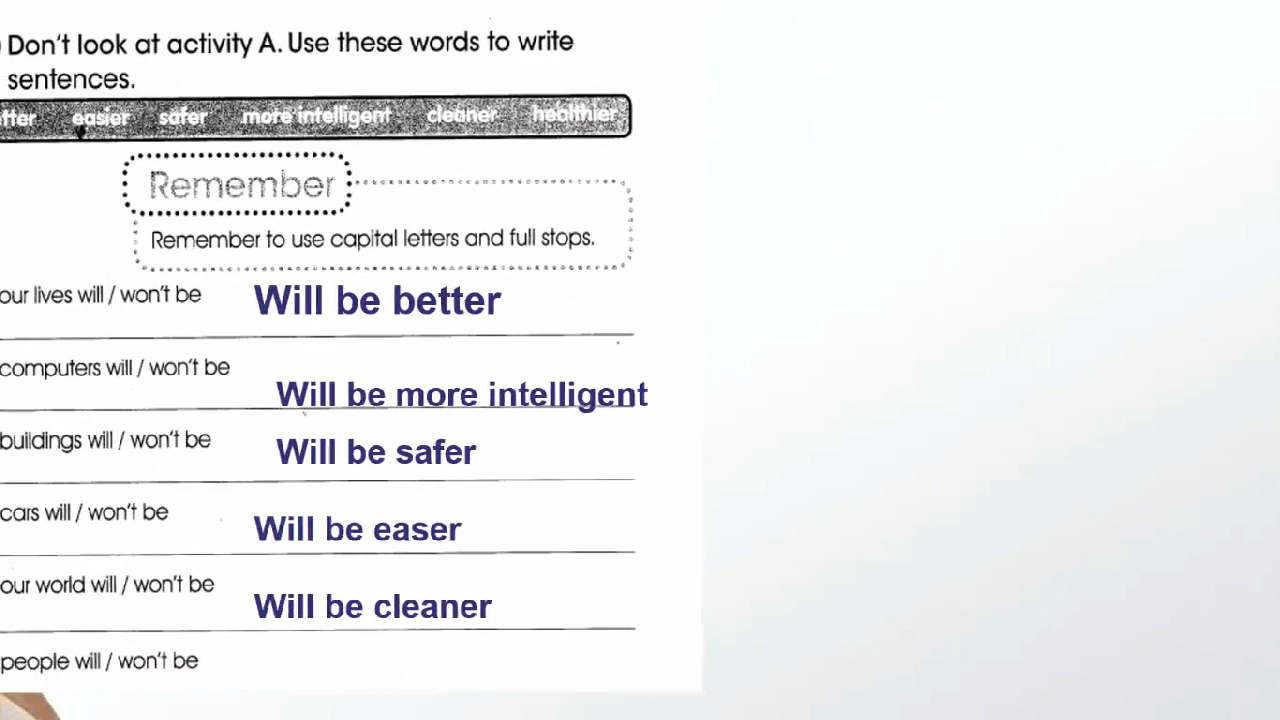 Don't look at activity A. Use these words to write
sentences.
easier safer more intelligent cleaner healthier
Remember
Remember to use capital letters and full stops.
our lives will / won't be Will be better
computers will / won't be
Will be more intelligent
buildings will / won't be Will be safer
cars will / won't be
Will be easer
our world will / won't be
Will be cleaner
people will / won't be